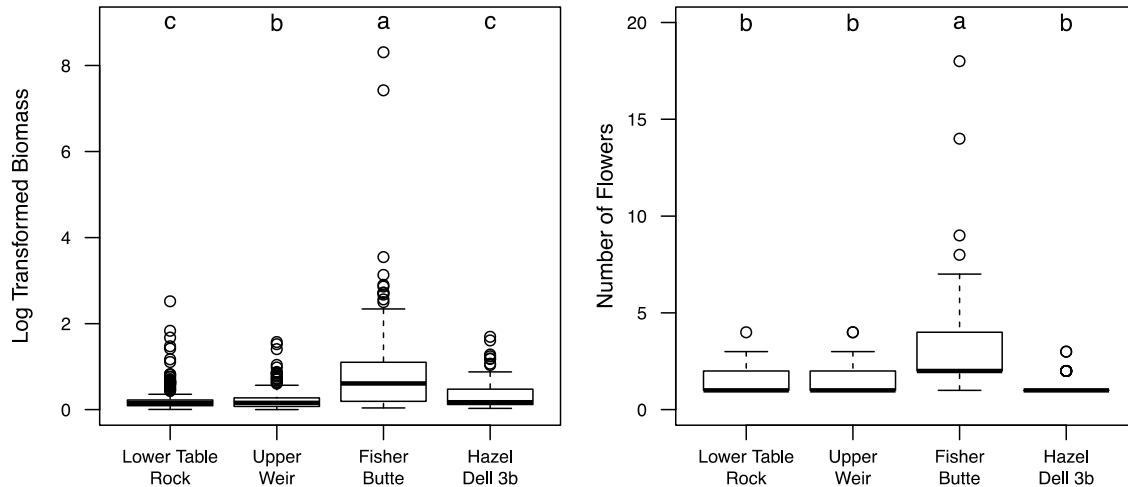 c b a c
8
6
4
2
0
Log Transformed Biomass
Lower Table Rock
Upper Weir
Fisher Butte
Hazel Dell 3b
b b a b
20
15
10
5
0
Number of Flowers
Lower Table Rock
Upper Weir
Fisher Butte
Hazel Dell 3b